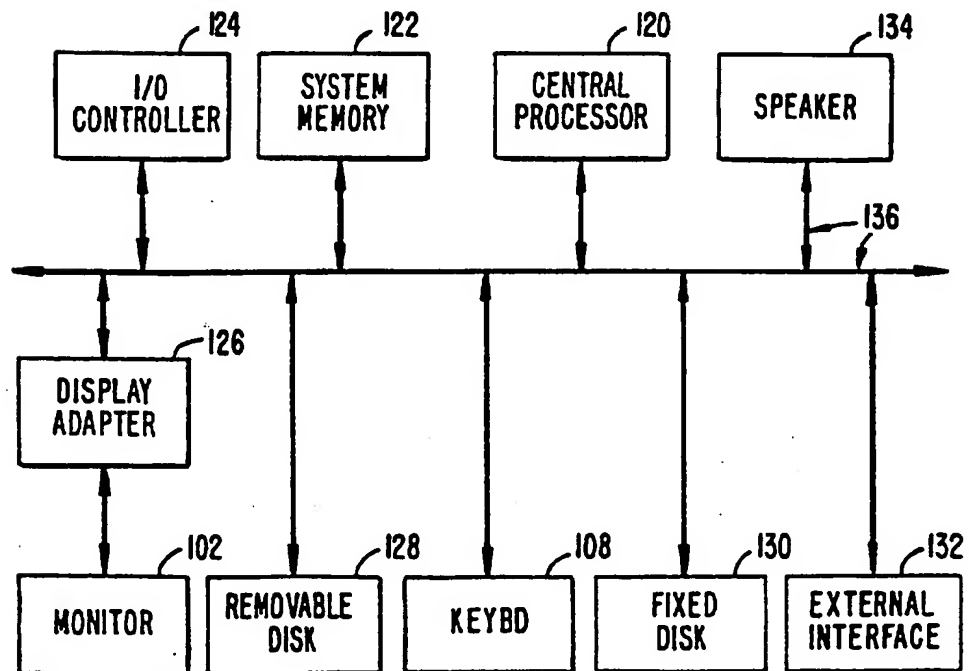 124
122
120
134
I/O
CONTROLLER
SYSTEM
MEMORY
CENTRAL
PROCESSOR
SPEAKER
136
126
DISPLAY
ADAPTER
102
128
108
130
132
MONITOR
REMOVABLE
DISK
KEYBD
FIXED
DISK
EXTERNAL
INTERFACE